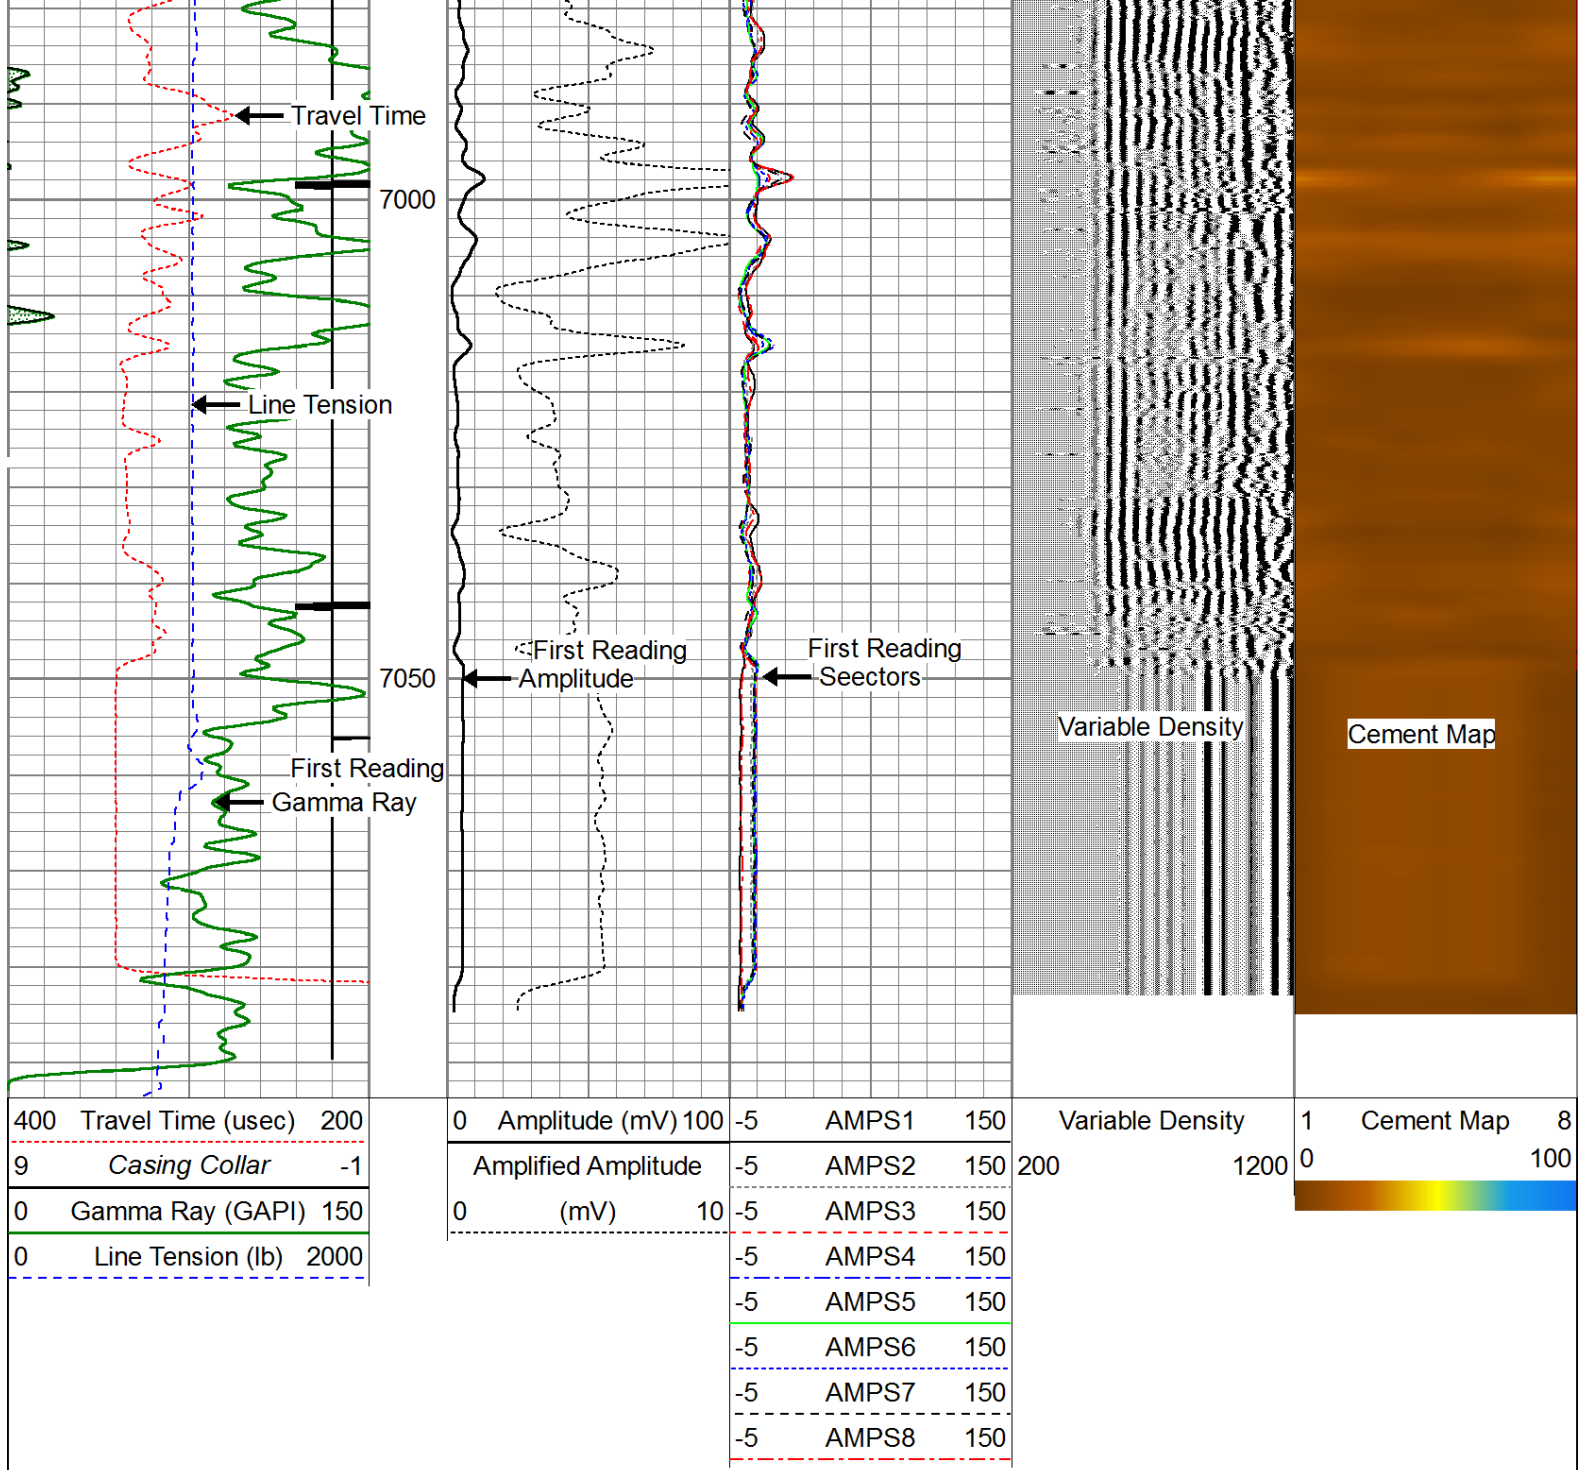 Travel Time
7000
Line Tension
First Reading
Amplitude
First Reading
Seectors
7050
Variable Density
Cement Map
First Reading
Gamma Ray
400 Travel Time (usec) 200
9 Casing Collar -1
0 Gamma Ray (GAPI) 150
0 Line Tension (lb) 2000
0 Amplitude (mV) 100
Amplified Amplitude
0 (mV) 10
-5 AMPS1 150
-5 AMPS2 150
-5 AMPS3 150
-5 AMPS4 150
-5 AMPS5 150
-5 AMPS6 150
-5 AMPS7 150
-5 AMPS8 150
Variable Density
200 1200
1 Cement Map 8
0 100